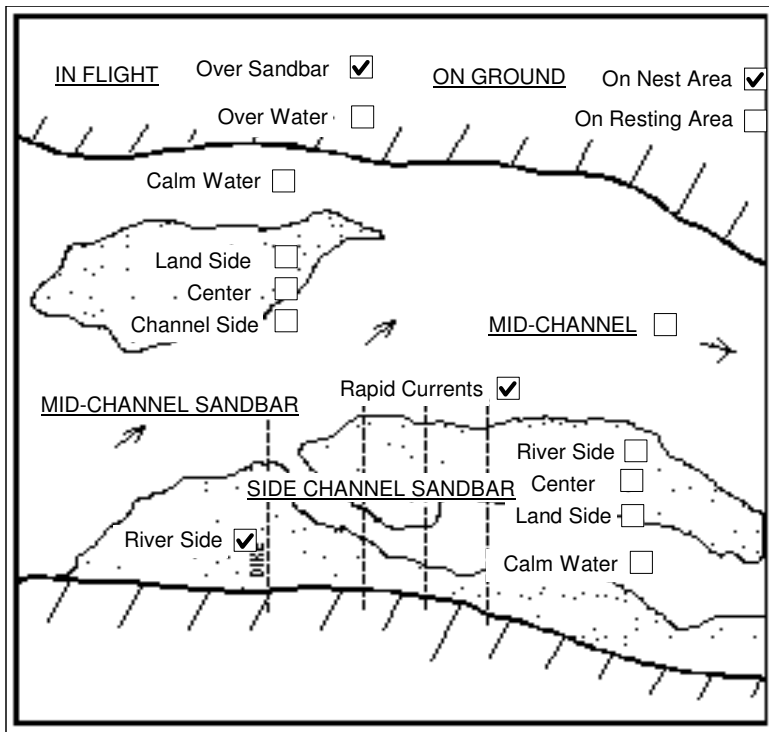 IN FLIGHT Over Sandbar ON GROUND On Nest Area
Over Water On Resting Area
Calm Water
Land Side
Center
Channel Side
MID-CHANNEL
Rapid Currents
MID-CHANNEL SANDBAR
River Side
SIDE CHANNEL SANDBAR Center
Land Side
River Side
DIKE
Calm Water